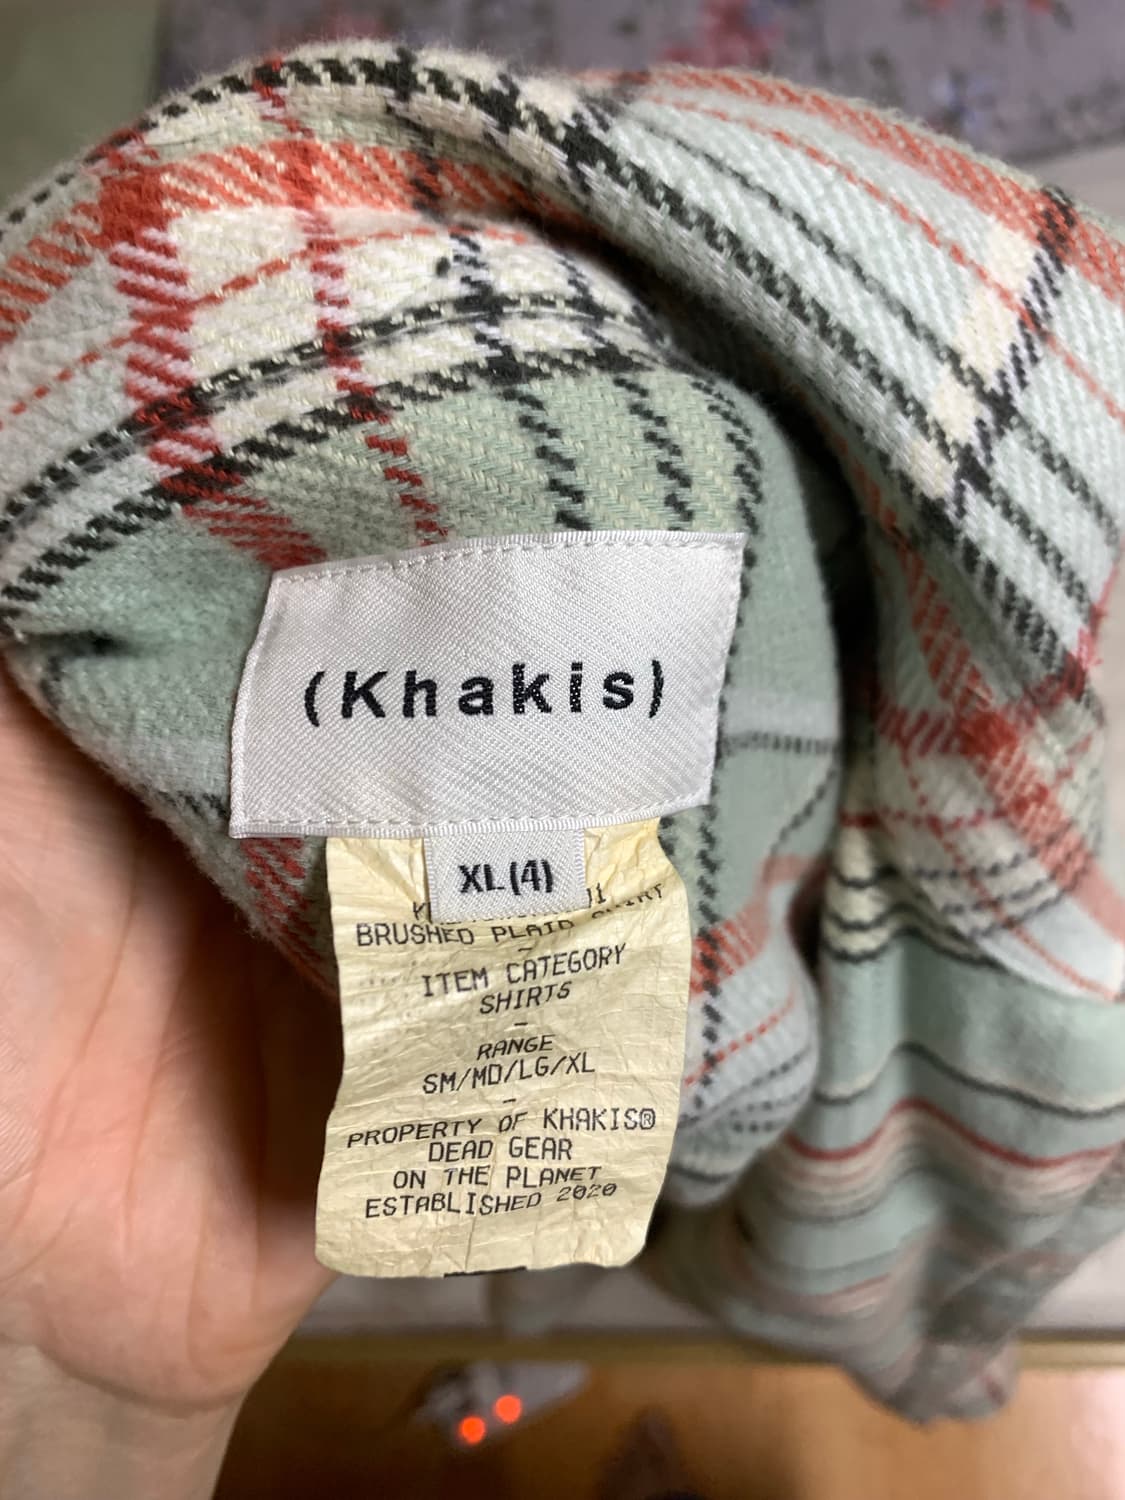 (Khakis)
XL(4)
BRUSHED PLAID SHIRT
–
ITEM CATEGORY
SHIRTS
–
RANGE
SM/MD/LG/XL
–
PROPERTY OF KHAKIS®
DEAD GEAR
ON THE PLANET
ESTABLISHED 2020